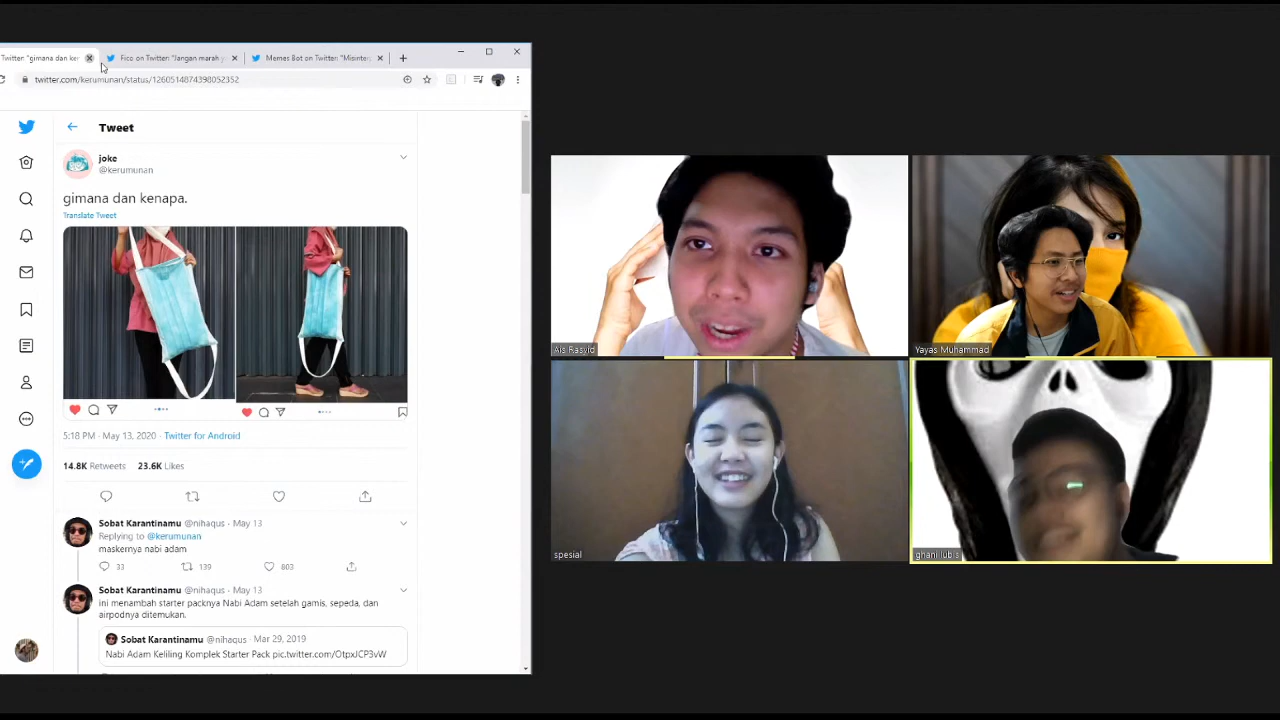 Twitter: "gimana dan ker
Fico on Twitter: "Jangan marah y
Memes Bot on Twitter: "Misinter
twitter.com/kerumunan/status/1260514874398052352
Tweet
joke
@kerumunan
gimana dan kenapa.
Translate Tweet
5:18 PM · May 13, 2020 · Twitter for Android
14.8K Retweets 23.6K Likes
Sobat Karantinamu @nihaqus · May 13
Replying to @kerumunan
maskernya nabi adam
33 139 803
Sobat Karantinamu @nihaqus · May 13
ini menambah starter packnya Nabi Adam setelah gamis, sepeda, dan
airpodnya ditemukan.
Sobat Karantinamu @nihaqus · Mar 29, 2019
Nabi Adam Keliling Komplek Starter Pack pic.twitter.com/OtpxJCP3vW
Ais Rasyid
Yayas Muhammad
spesial
ghani lubis